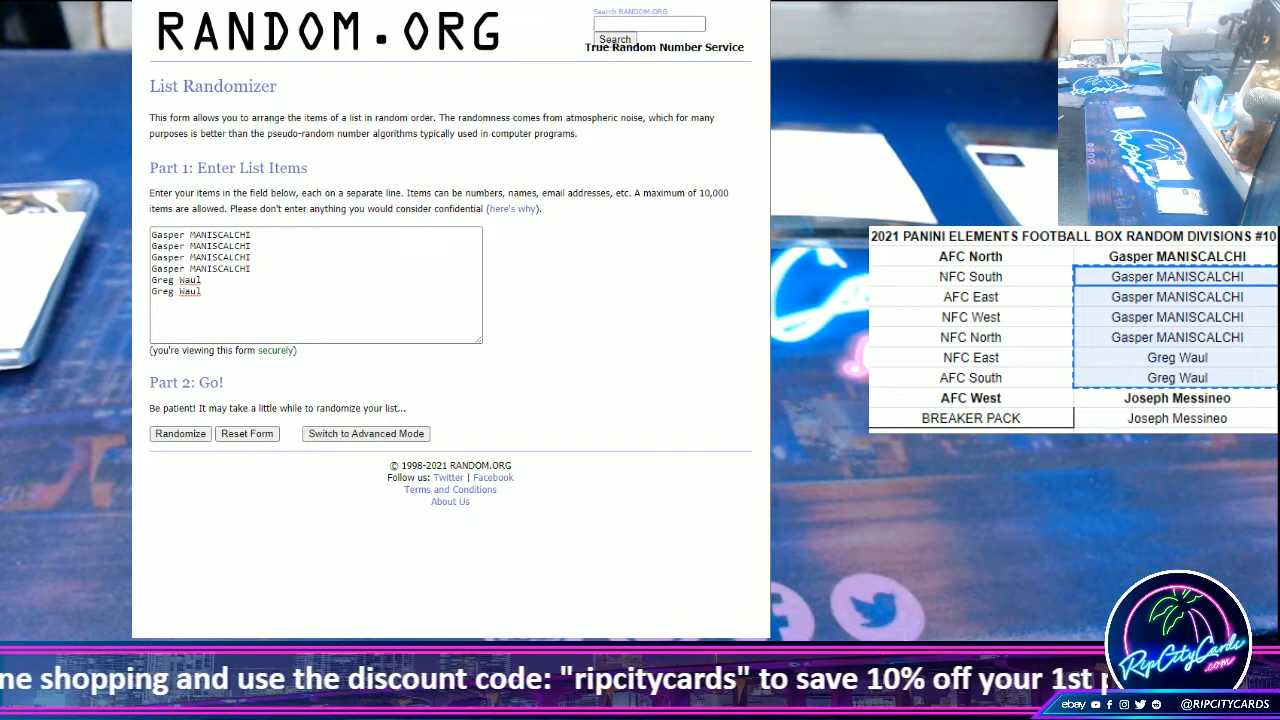 RANDOM.ORG
Search RANDOM.ORG
Search
True Random Number Service
List Randomizer
This form allows you to arrange the items of a list in random order. The randomness comes from atmospheric noise, which for many
purposes is better than the pseudo-random number algorithms typically used in computer programs.
Part 1: Enter List Items
Enter your items in the field below, each on a separate line. Items can be numbers, names, email addresses, etc. A maximum of 10,000
items are allowed. Please don't enter anything you would consider confidential (here's why).
Gasper MANISCALCHI
Gasper MANISCALCHI
Gasper MANISCALCHI
Gasper MANISCALCHI
Greg Waul
Greg Waul
(you're viewing this form securely)
Part 2: Go!
Be patient! It may take a little while to randomize your list...
Randomize Reset Form Switch to Advanced Mode
© 1998-2021 RANDOM.ORG
Follow us: Twitter | Facebook
Terms and Conditions
About Us
2021 PANINI ELEMENTS FOOTBALL BOX RANDOM DIVISIONS #10
AFC North Gasper MANISCALCHI
NFC South Gasper MANISCALCHI
AFC East Gasper MANISCALCHI
NFC West Gasper MANISCALCHI
NFC North Gasper MANISCALCHI
NFC East Greg Waul
AFC South Greg Waul
AFC West Joseph Messineo
BREAKER PACK Joseph Messineo
RipCityCards
.com
ne shopping and use the discount code: "ripcitycards" to save 10% off your 1st
ebay @RIPCITYCARDS